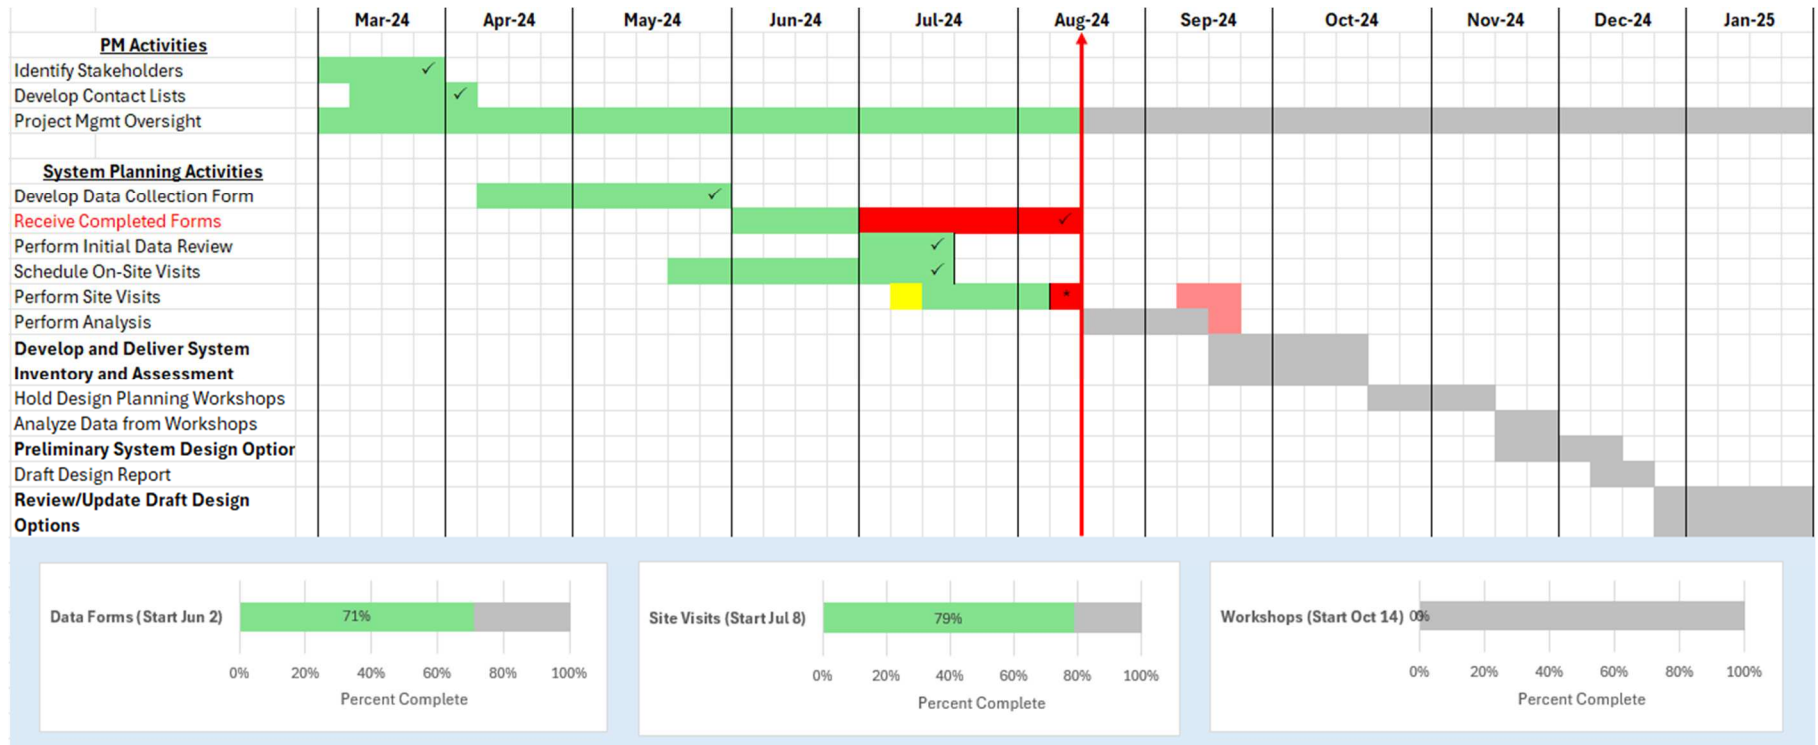 Mar-24 Apr-24 May-24 Jun-24 Jul-24 Aug-24 Sep-24 Oct-24 Nov-24 Dec-24 Jan-25
PM Activities
Identify Stakeholders ✓
Develop Contact Lists ✓
Project Mgmt Oversight
System Planning Activities
Develop Data Collection Form ✓
Receive Completed Forms ✓
Perform Initial Data Review ✓
Schedule On-Site Visits ✓
Perform Site Visits *
Perform Analysis
Develop and Deliver System
Inventory and Assessment
Hold Design Planning Workshops
Analyze Data from Workshops
Preliminary System Design Option
Draft Design Report
Review/Update Draft Design
Options
Data Forms (Start Jun 2) 71%
0% 20% 40% 60% 80% 100%
Percent Complete
Site Visits (Start Jul 8) 79%
0% 20% 40% 60% 80% 100%
Percent Complete
Workshops (Start Oct 14) 0%
0% 20% 40% 60% 80% 100%
Percent Complete